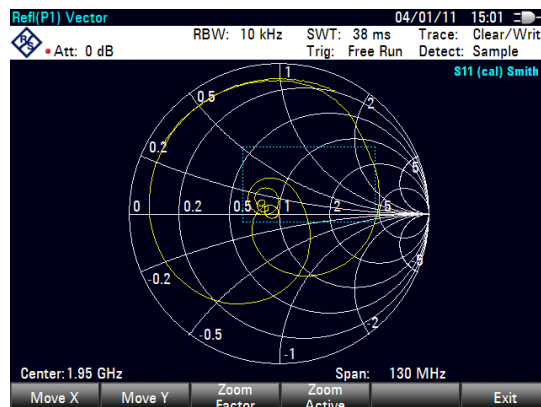 Refl(P1) Vector 04/01/11 15:01
RBW: 10 kHz SWT: 38 ms Trace: Clear/Writ
Att: 0 dB Trig: Free Run Detect: Sample
S11 (cal) Smith
1
0.5 2
0.2 5
0 0.2 0.5 1 2 5
-0.2 -5
-0.5 -2
-1
Center: 1.95 GHz Span: 130 MHz
Move X Move Y Zoom Factor Zoom Active Exit